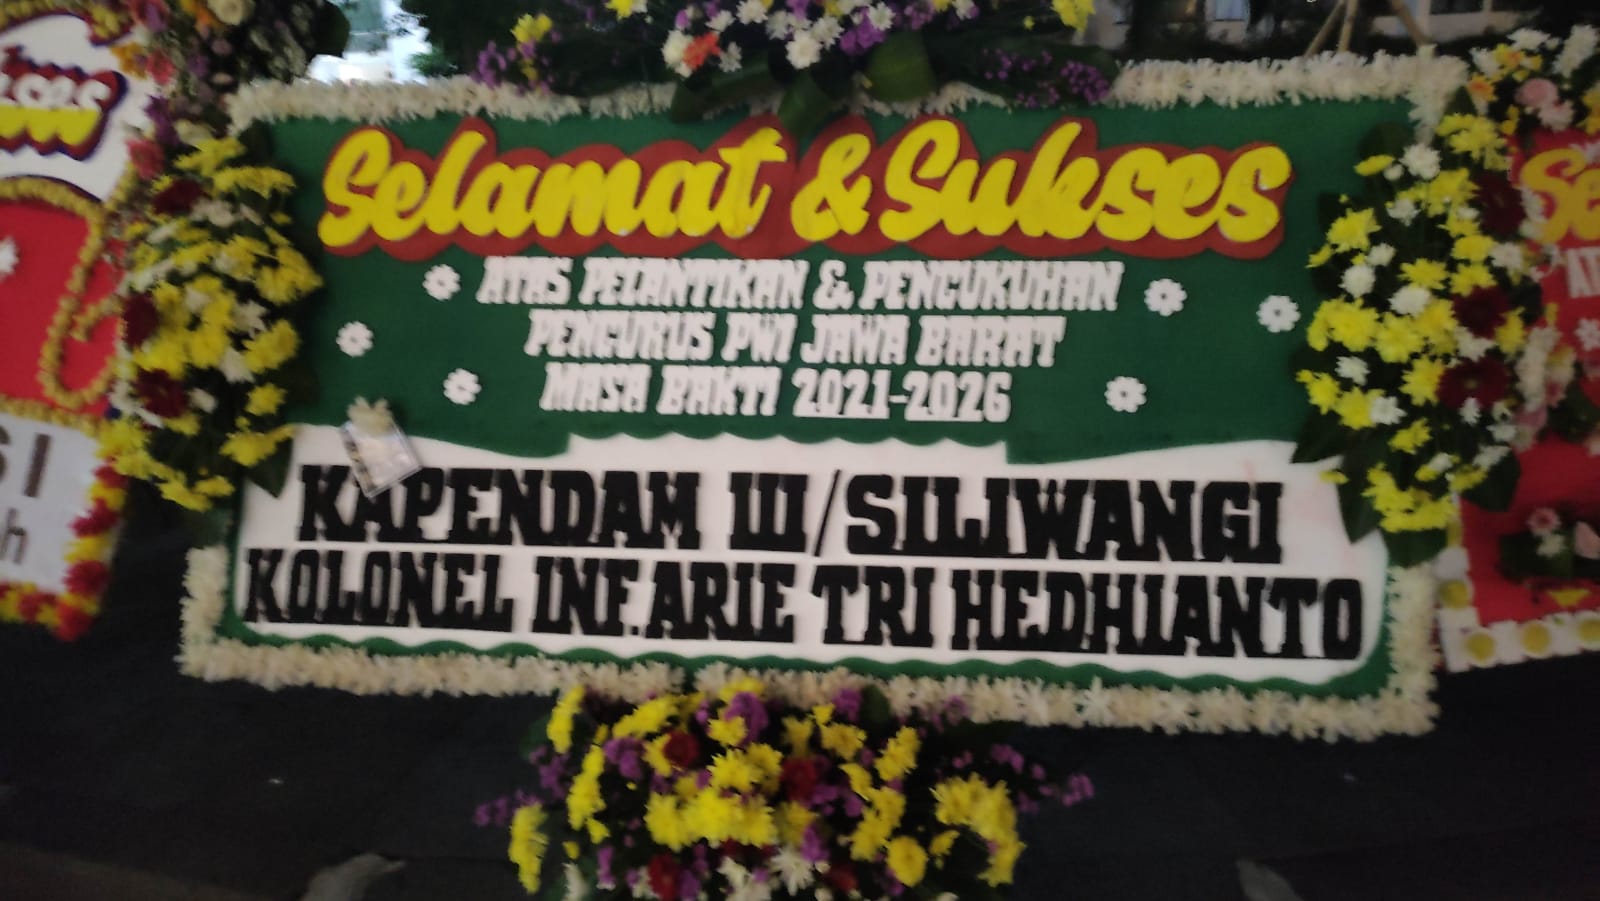 Selamat & Sukses
ATAS PELANTIKAN & PENGUKUHAN
PENGURUS PWI JAWA BARAT
MASA BAKTI 2021-2026
KAPENDAM III/SILIWANGI
KOLONEL INF.ARIE TRI HEDHIANTO